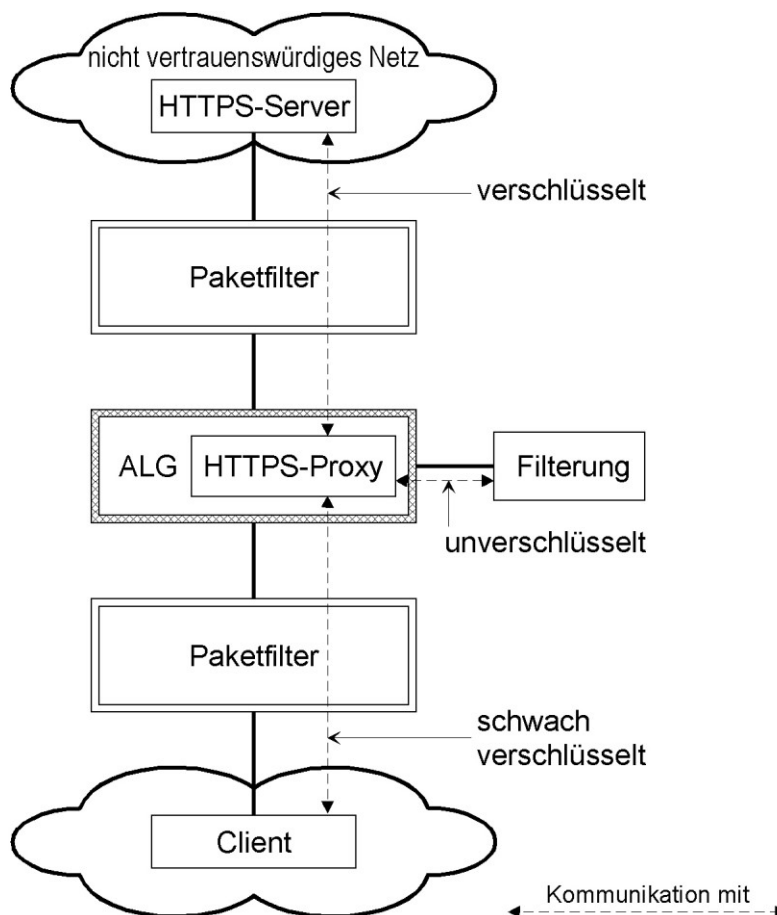 nicht vertrauenswürdiges Netz
HTTPS-Server
verschlüsselt
Paketfilter
ALG
HTTPS-Proxy
Filterung
unverschlüsselt
Paketfilter
schwach
verschlüsselt
Client
Kommunikation mit